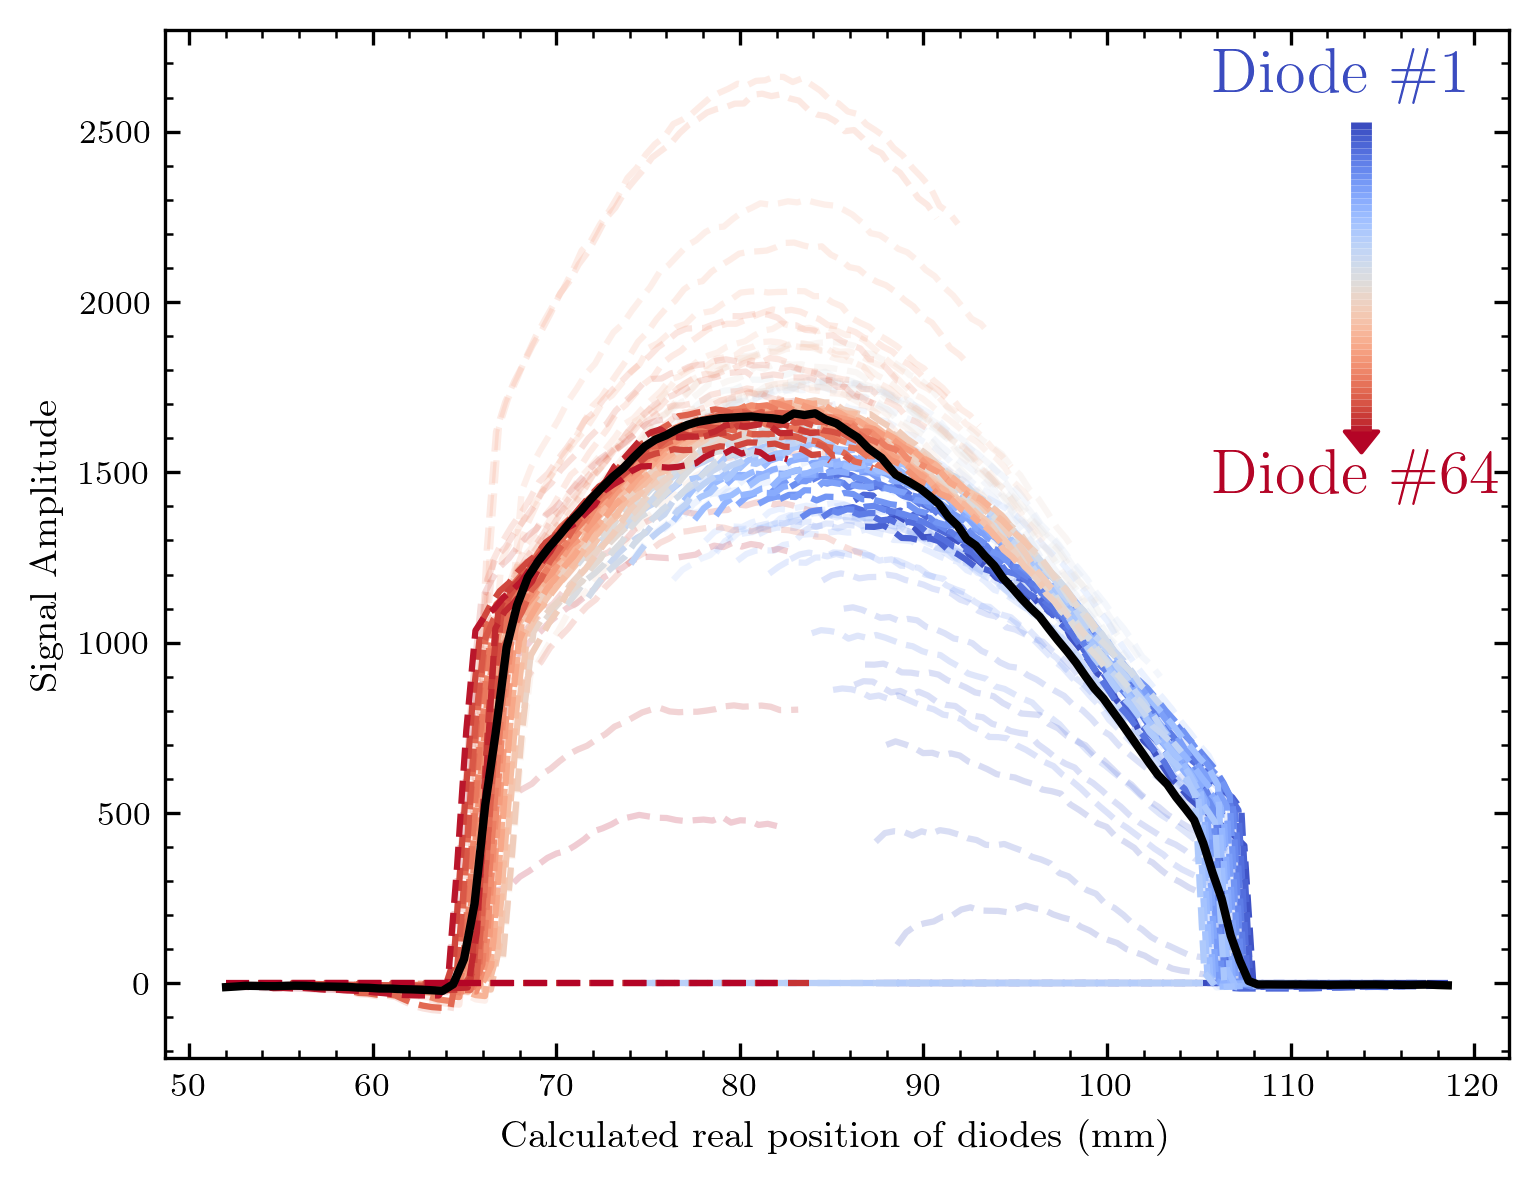 Diode #1
2500
2000
1500
1000
500
0
Diode #64
Signal Amplitude
50 60 70 80 90 100 110 120
Calculated real position of diodes (mm)